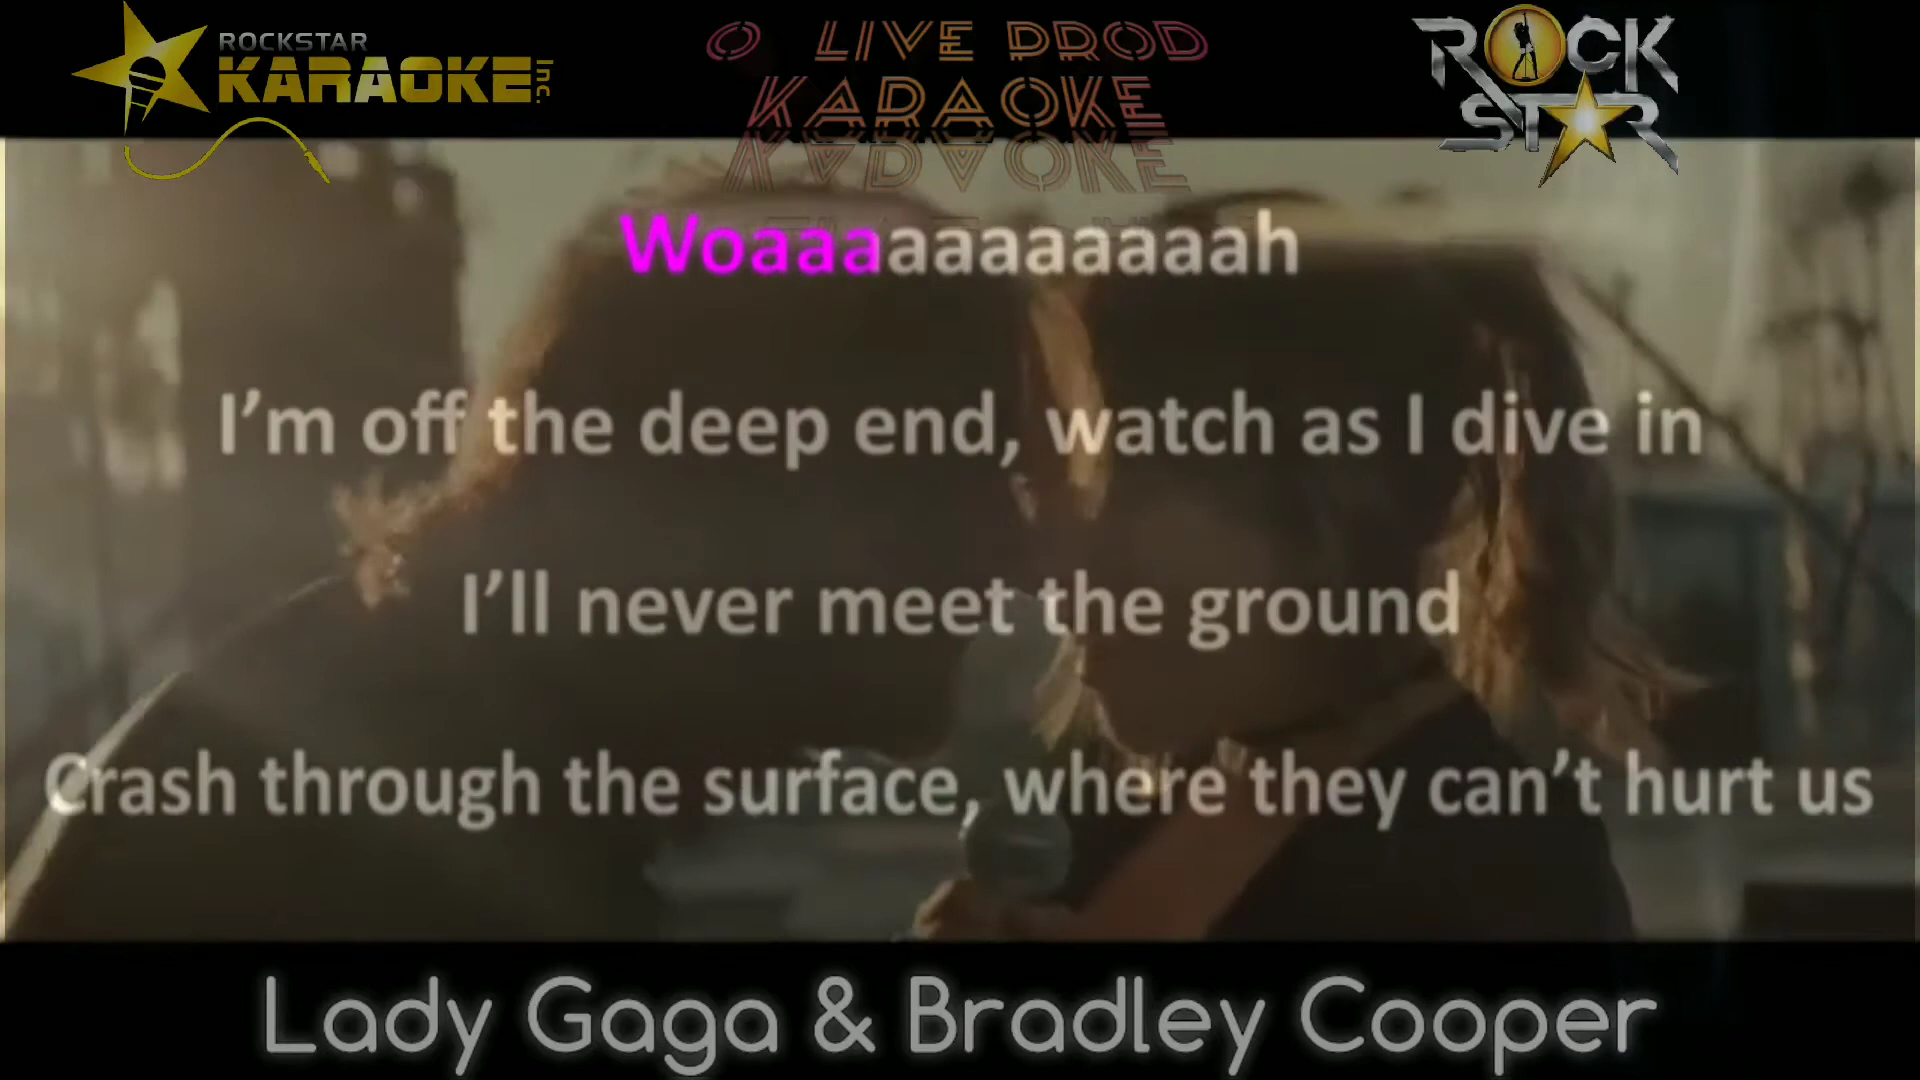 ROCKSTAR
KARAOKE Inc.
O LIVE PROD
KARAOKE
ROCK
STAR
Woaaaaaaaaaaaah
I’m off the deep end, watch as I dive in
I’ll never meet the ground
Crash through the surface, where they can’t hurt us
Lady Gaga & Bradley Cooper